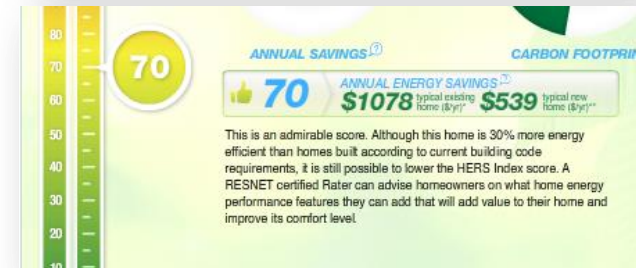 80
70
60
50
40
30
20
10
70
ANNUAL SAVINGS
CARBON FOOTPRIN
70
ANNUAL ENERGY SAVINGS
$1078 typical existing home ($/yr)* $539 typical new home ($/yr)**
This is an admirable score. Although this home is 30% more energy
efficient than homes built according to current building code
requirements, it is still possible to lower the HERS Index score. A
RESNET certified Rater can advise homeowners on what home energy
performance features they can add that will add value to their home and
improve its comfort level.